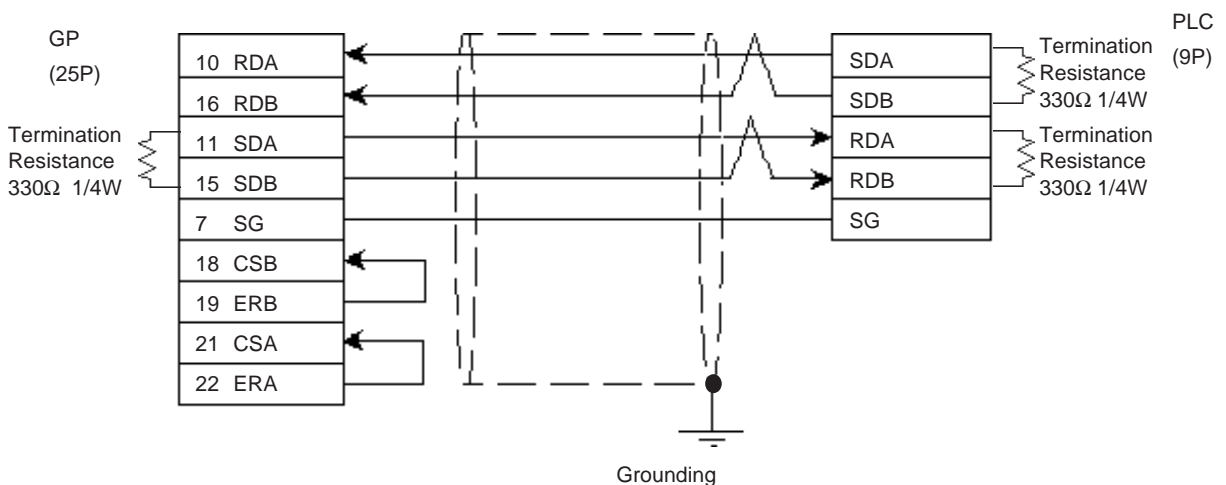 GP
(25P)
PLC
(9P)
10 RDA
16 RDB
11 SDA
15 SDB
7 SG
18 CSB
19 ERB
21 CSA
22 ERA
Termination
Resistance
330Ω 1/4W
SDA
SDB
RDA
RDB
SG
Termination
Resistance
330Ω 1/4W
Termination
Resistance
330Ω 1/4W
Grounding